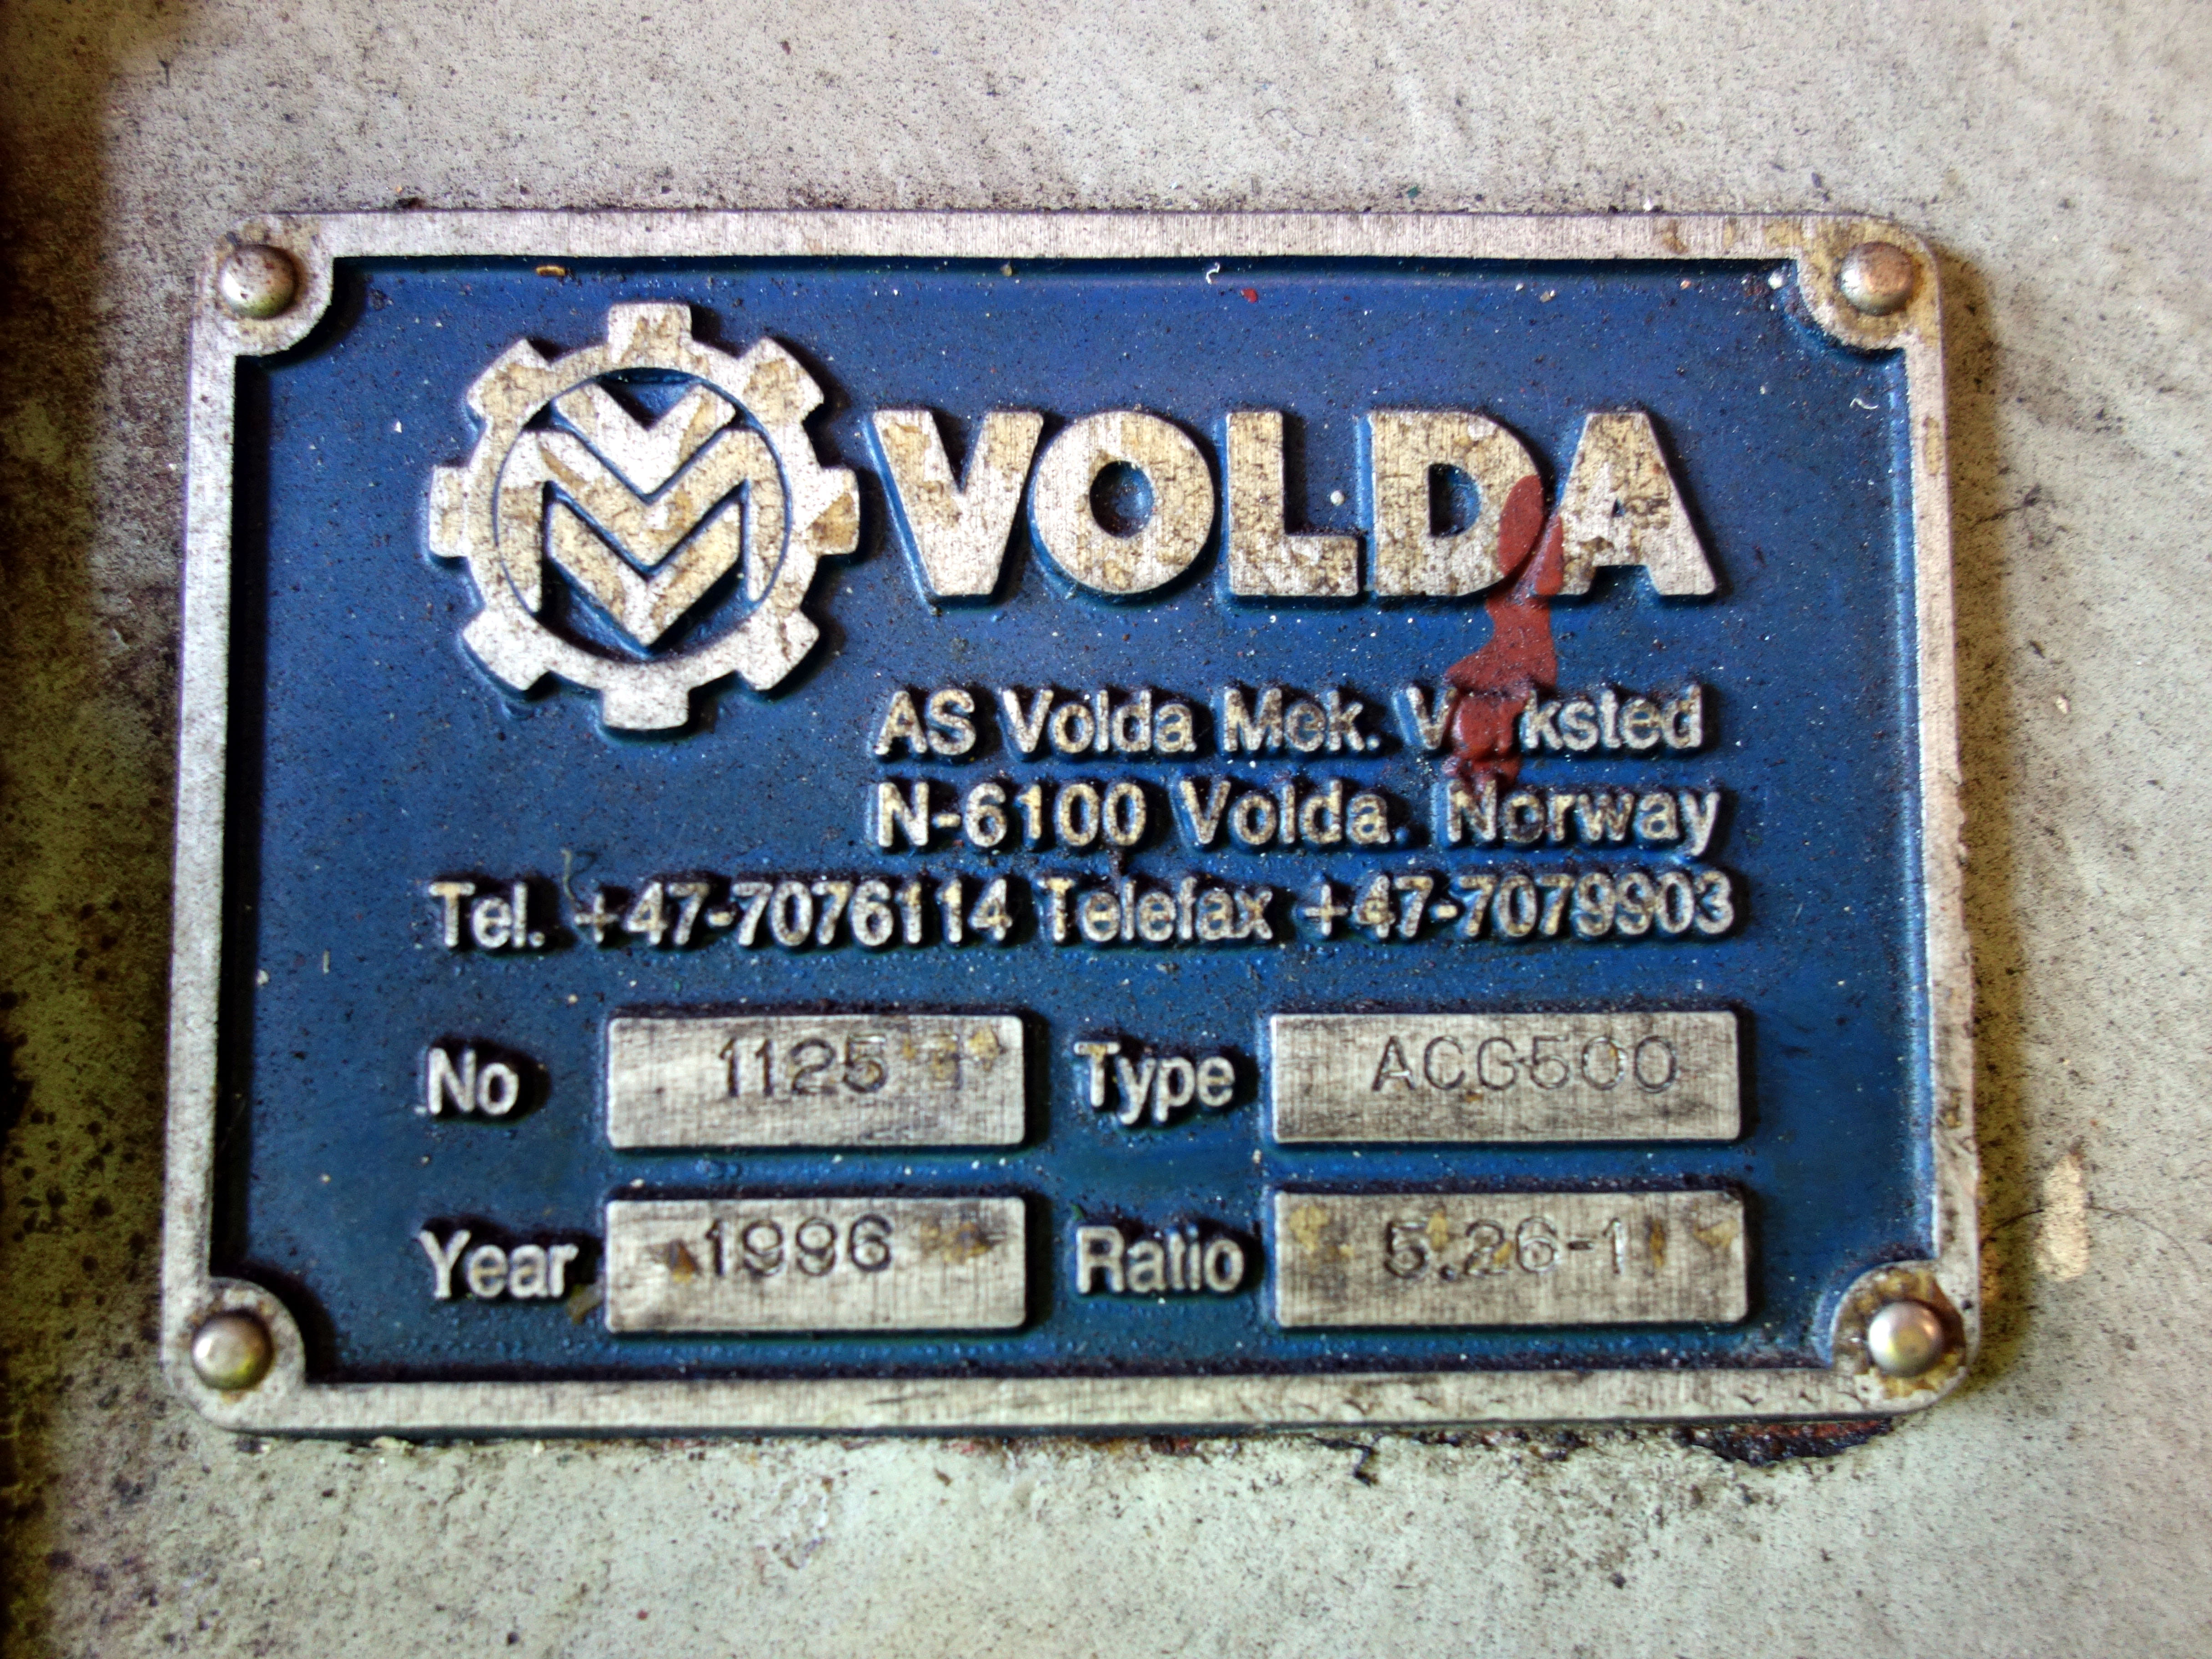 VOLDA
AS Volda Mek. Verksted
N-6100 Volda. Norway
Tel. +47-7076114 Telefax +47-7079903
No 1125 Type ACG500
Year 1996 Ratio 5.26-1